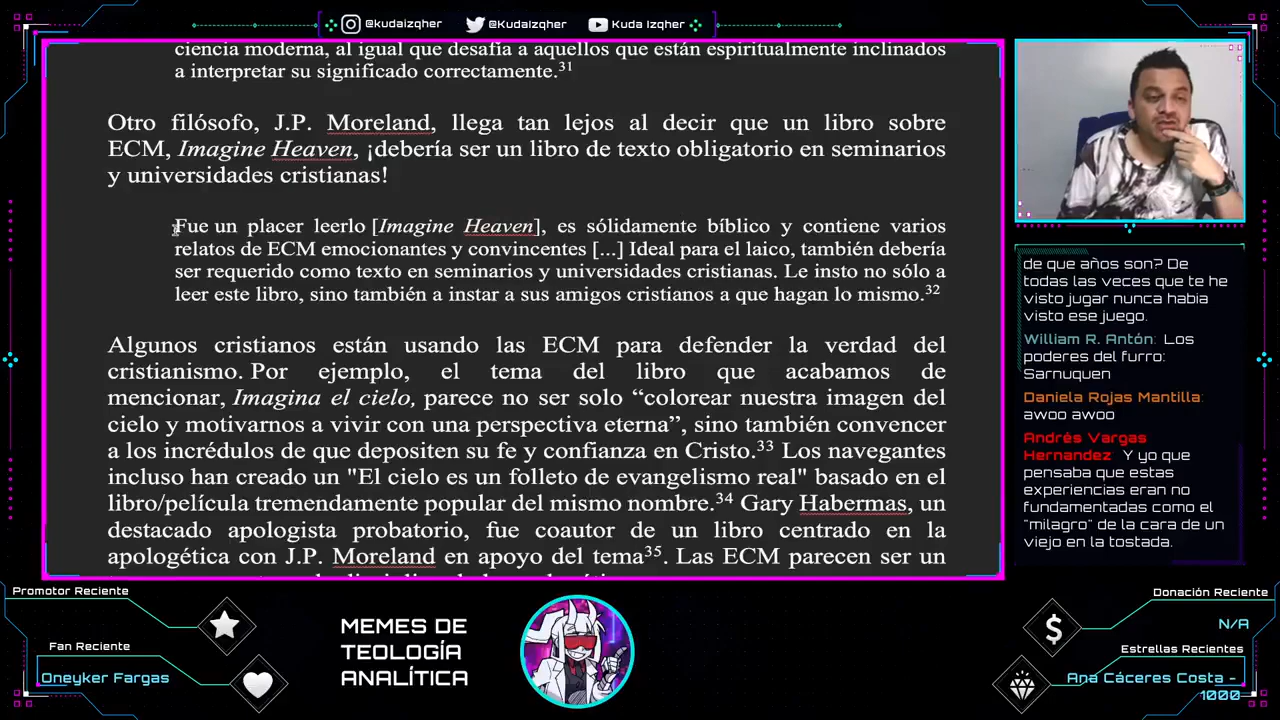 @kudaizqher
@KudaIzqher
Kuda Izqher
ciencia moderna, al igual que desafía a aquellos que están espiritualmente inclinados
a interpretar su significado correctamente.31
Otro filósofo, J.P. Moreland, llega tan lejos al decir que un libro sobre
ECM, Imagine Heaven, ¡debería ser un libro de texto obligatorio en seminarios
y universidades cristianas!
Fue un placer leerlo [Imagine Heaven], es sólidamente bíblico y contiene varios
relatos de ECM emocionantes y convincentes [...] Ideal para el laico, también debería
ser requerido como texto en seminarios y universidades cristianas. Le insto no sólo a
leer este libro, sino también a instar a sus amigos cristianos a que hagan lo mismo.32
Algunos cristianos están usando las ECM para defender la verdad del
cristianismo. Por ejemplo, el tema del libro que acabamos de
mencionar, Imagina el cielo, parece no ser solo “colorear nuestra imagen del
cielo y motivarnos a vivir con una perspectiva eterna”, sino también convencer
a los incrédulos de que depositen su fe y confianza en Cristo.33 Los navegantes
incluso han creado un "El cielo es un folleto de evangelismo real" basado en el
libro/película tremendamente popular del mismo nombre.34 Gary Habermas, un
destacado apologista probatorio, fue coautor de un libro centrado en la
apologética con J.P. Moreland en apoyo del tema35. Las ECM parecen ser un
de que años son? De
todas las veces que te he
visto jugar nunca habia
visto ese juego.
William R. Antón: Los
poderes del furro:
Sarnuquen
Daniela Rojas Mantilla:
awoo awoo
Andrés Vargas
Hernandez: Y yo que
pensaba que estas
experiencias eran no
fundamentadas como el
"milagro" de la cara de un
viejo en la tostada.
Promotor Reciente
Fan Reciente
Oneyker Fargas
MEMES DE
TEOLOGÍA
ANALÍTICA
Donación Reciente
N/A
Estrellas Recientes
Ana Cáceres Costa -
1000